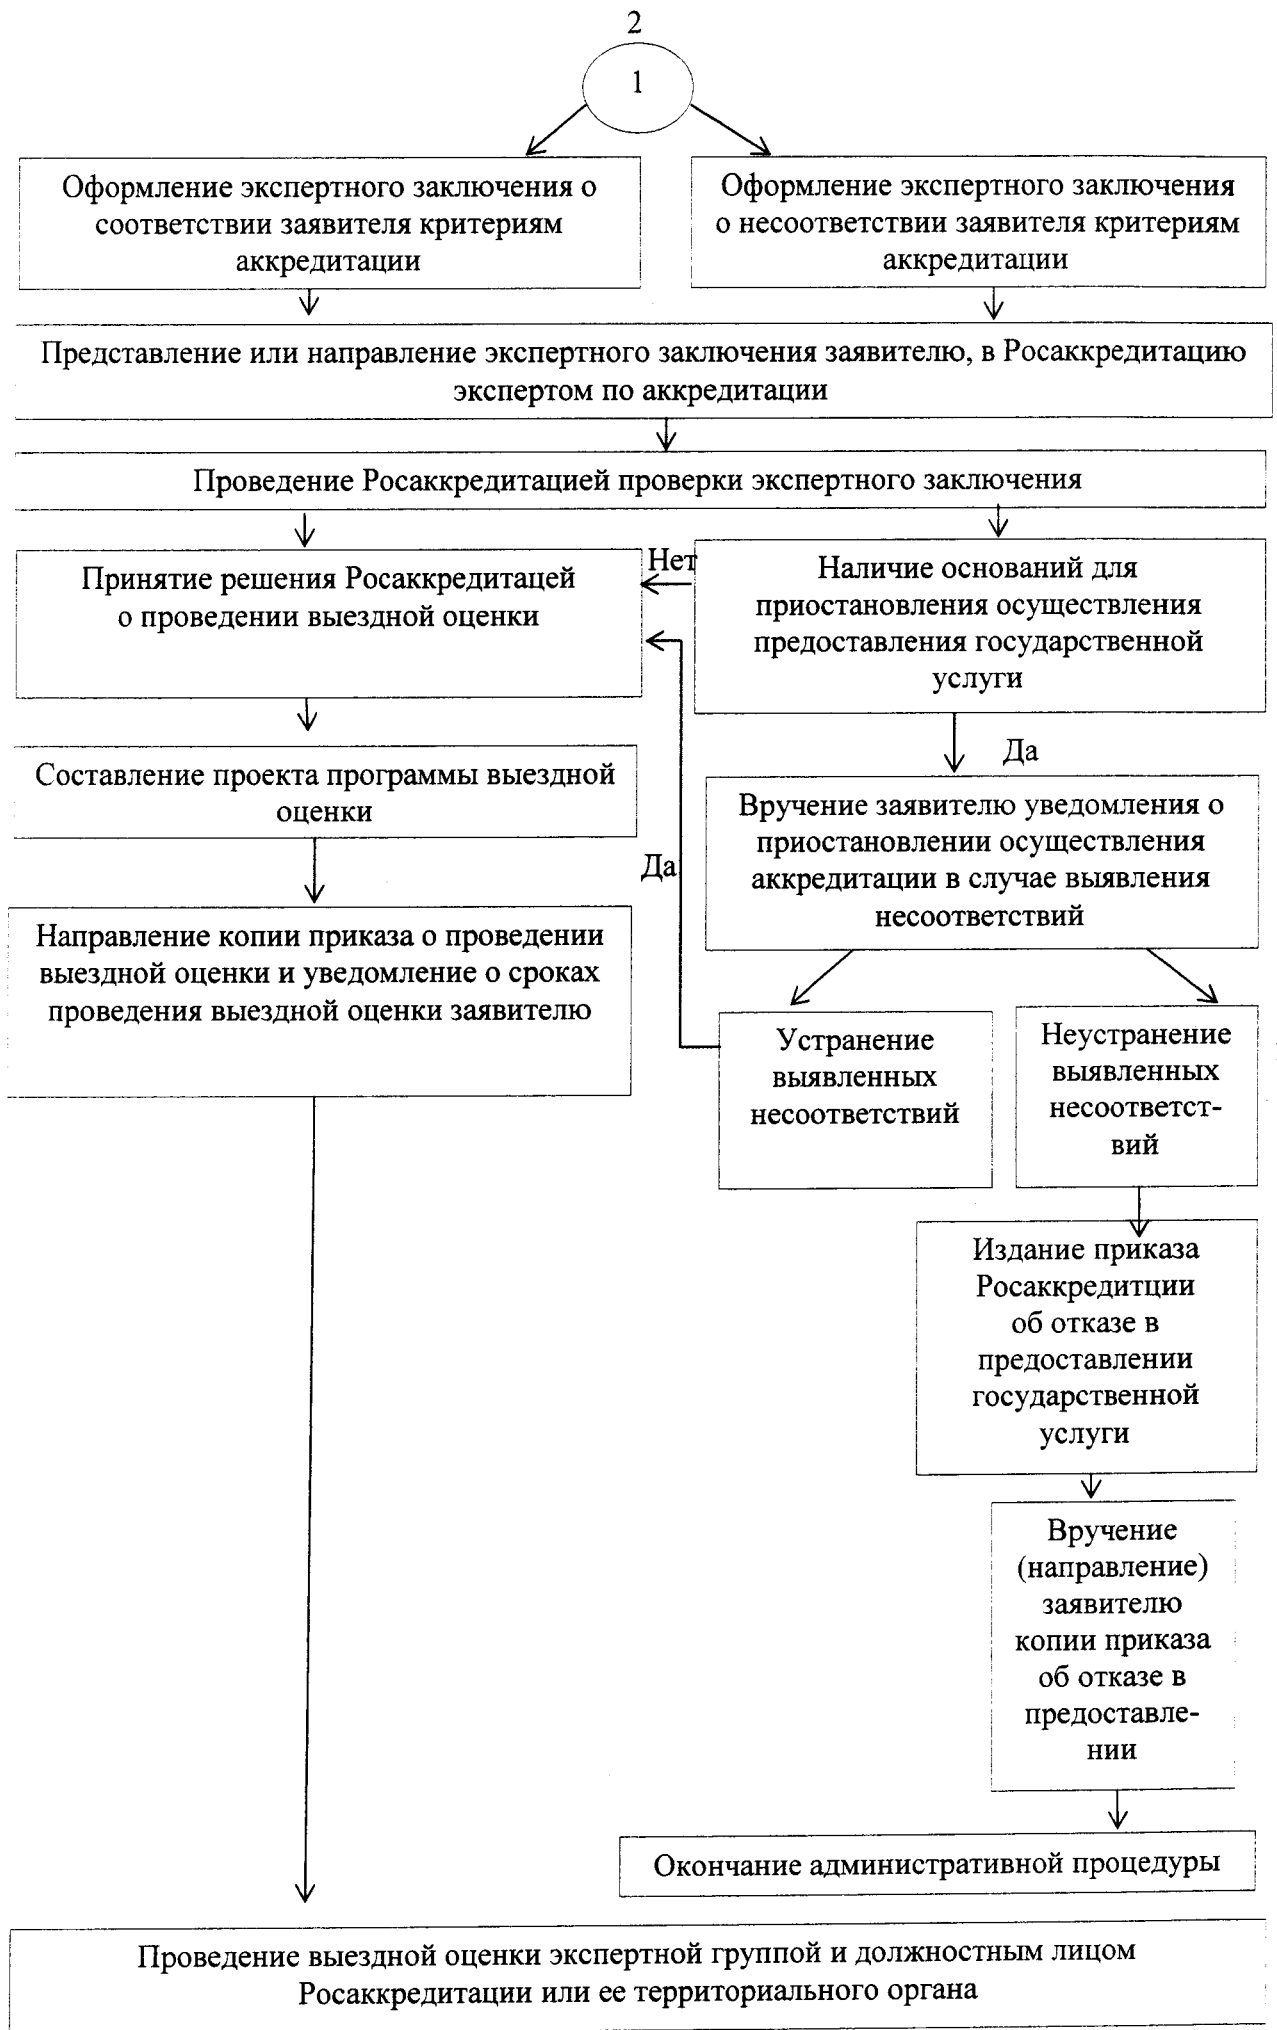 2
1
Оформление экспертного заключения о
соответствии заявителя критериям
аккредитации
Оформление экспертного заключения
о несоответствии заявителя критериям
аккредитации
Представление или направление экспертного заключения заявителю, в Росаккредитацию
экспертом по аккредитации
Проведение Росаккредитацией проверки экспертного заключения
Принятие решения Росаккредитацей
о проведении выездной оценки
Нет
Наличие оснований для
приостановления осуществления
предоставления государственной
услуги
Да
Составление проекта программы выездной
оценки
Вручение заявителю уведомления о
приостановлении осуществления
аккредитации в случае выявления
несоответствий
Да
Направление копии приказа о проведении
выездной оценки и уведомление о сроках
проведения выездной оценки заявителю
Устранение
выявленных
несоответствий
Неустранение
выявленных
несоответст-
вий
Издание приказа
Росаккредитции
об отказе в
предоставлении
государственной
услуги
Вручение
(направление)
заявителю
копии приказа
об отказе в
предоставле-
нии
Окончание административной процедуры
Проведение выездной оценки экспертной группой и должностным лицом
Росаккредитации или ее территориального органа